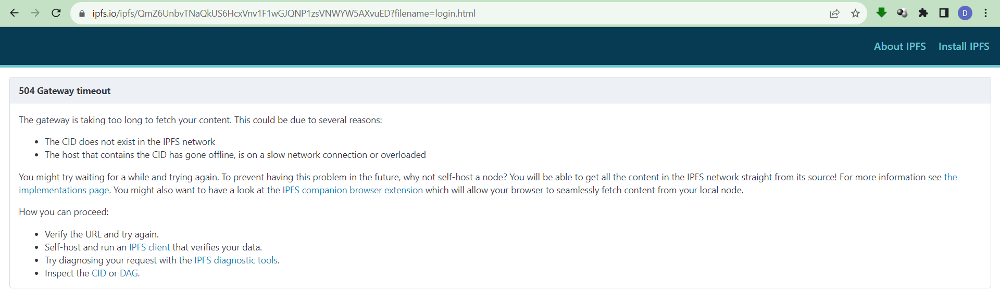 ipfs.io/ipfs/QmZ6UnbvTNaQkUS6HcxVnv1F1wGJQNP1zsVNWYW5AXvuED?filename=login.html
D
About IPFS Install IPFS
504 Gateway timeout
The gateway is taking too long to fetch your content. This could be due to several reasons:
• The CID does not exist in the IPFS network
• The host that contains the CID has gone offline, is on a slow network connection or overloaded
You might try waiting for a while and trying again. To prevent having this problem in the future, why not self-host a node? You will be able to get all the content in the IPFS network straight from its source! For more information see the
implementations page. You might also want to have a look at the IPFS companion browser extension which will allow your browser to seamlessly fetch content from your local node.
How you can proceed:
• Verify the URL and try again.
• Self-host and run an IPFS client that verifies your data.
• Try diagnosing your request with the IPFS diagnostic tools.
• Inspect the CID or DAG.